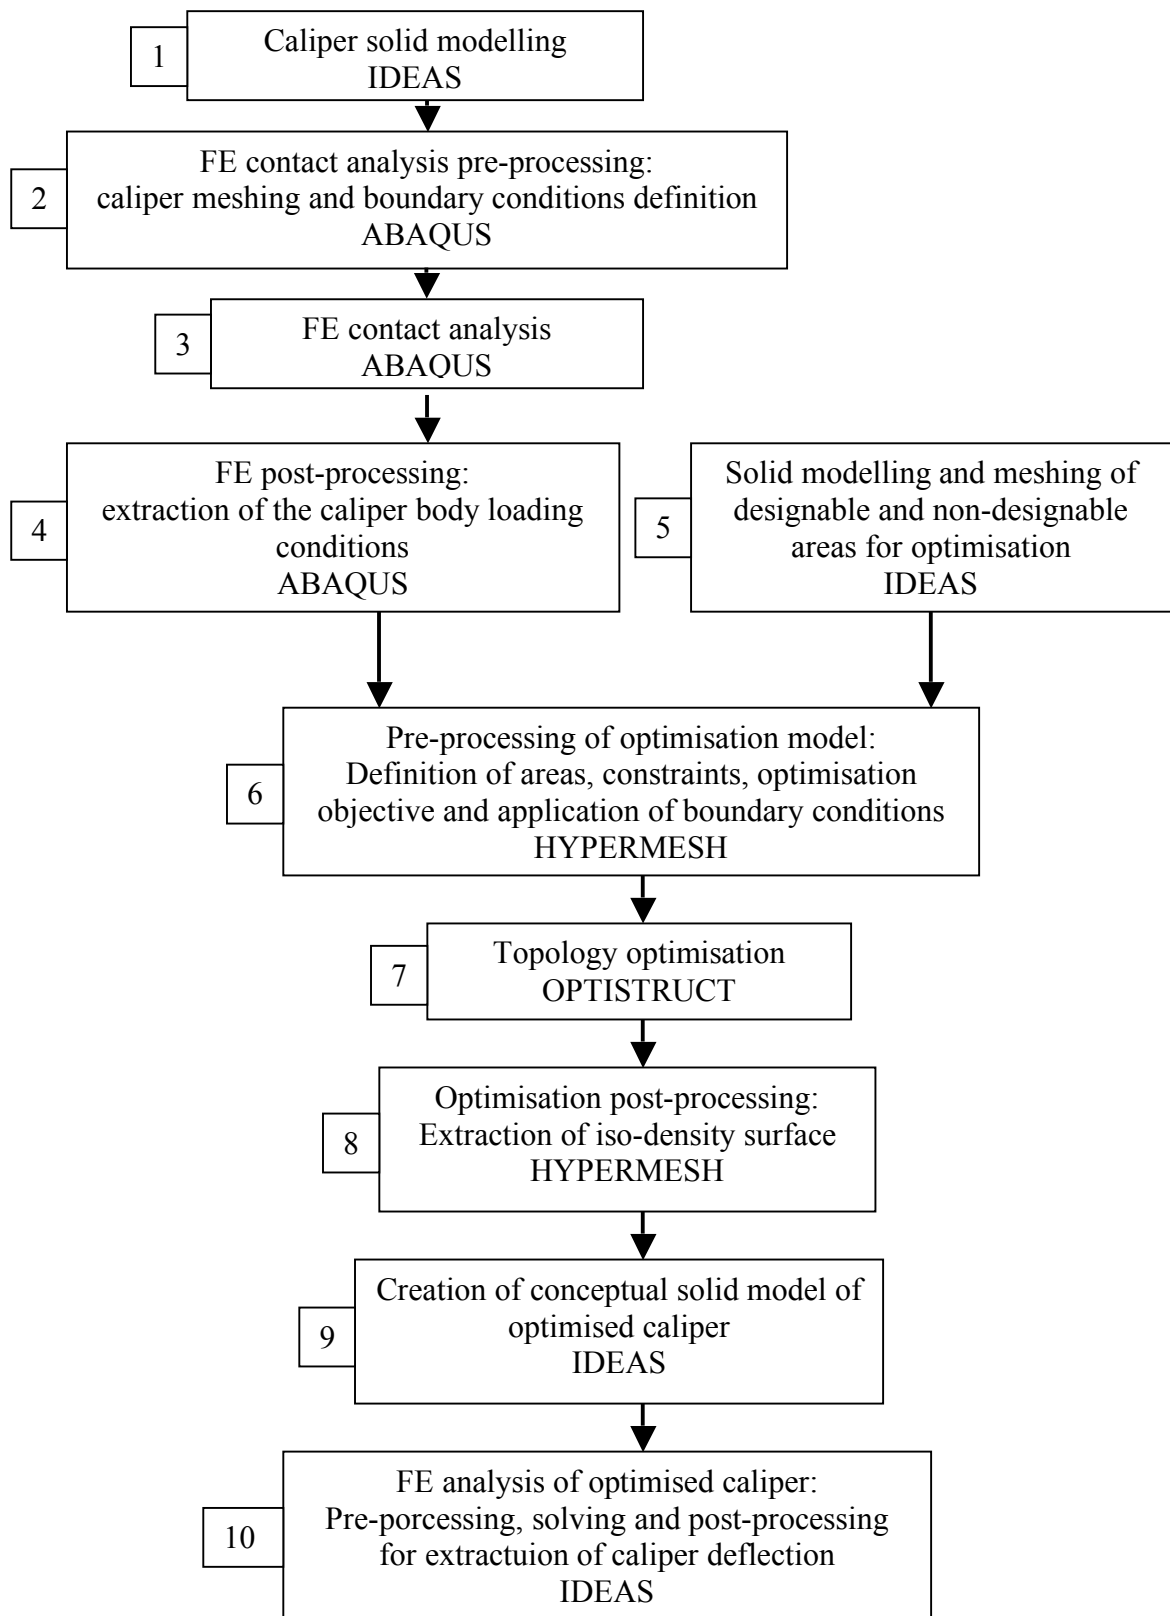 1
Caliper solid modelling
IDEAS
2
FE contact analysis pre-processing:
caliper meshing and boundary conditions definition
ABAQUS
3
FE contact analysis
ABAQUS
4
FE post-processing:
extraction of the caliper body loading
conditions
ABAQUS
5
Solid modelling and meshing of
designable and non-designable
areas for optimisation
IDEAS
6
Pre-processing of optimisation model:
Definition of areas, constraints, optimisation
objective and application of boundary conditions
HYPERMESH
7
Topology optimisation
OPTISTRUCT
8
Optimisation post-processing:
Extraction of iso-density surface
HYPERMESH
9
Creation of conceptual solid model of
optimised caliper
IDEAS
10
FE analysis of optimised caliper:
Pre-porcessing, solving and post-processing
for extractuion of caliper deflection
IDEAS